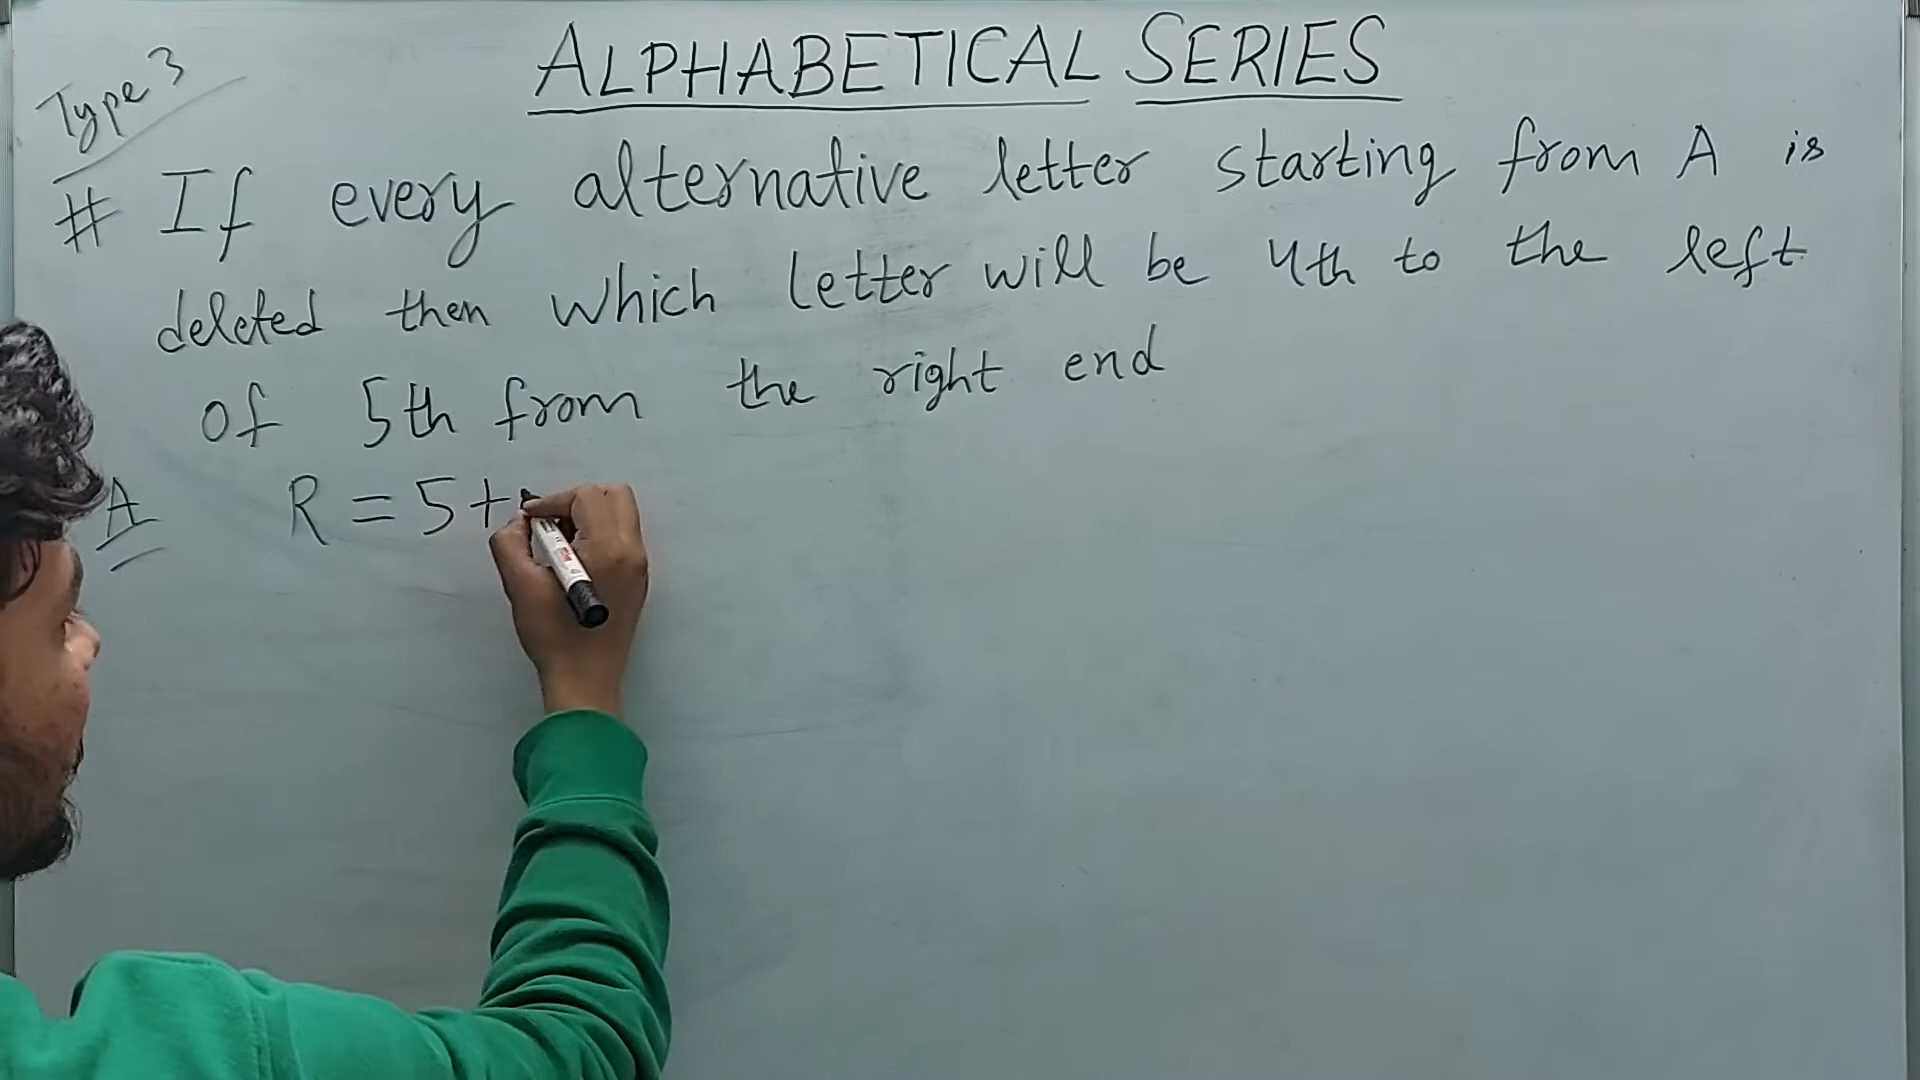 Type 3
ALPHABETICAL SERIES
# If every alternative letter starting from A is
deleted then which letter will be 4th to the left
of 5th from the right end
A R = 5+